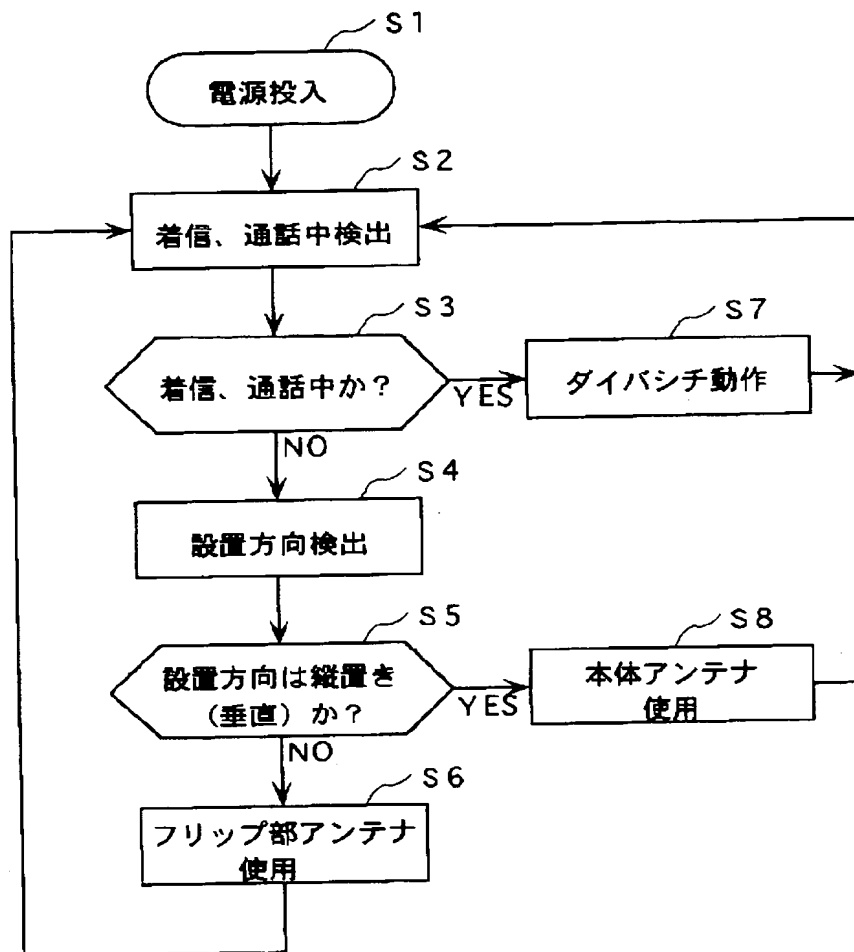 S1
電源投入
S2
着信、通話中検出
S3
着信、通話中か?
YES
S7
ダイバシチ動作
NO
S4
設置方向検出
S5
設置方向は縦置き
(垂直)か?
YES
S8
本体アンテナ
使用
NO
S6
フリップ部アンテナ
使用